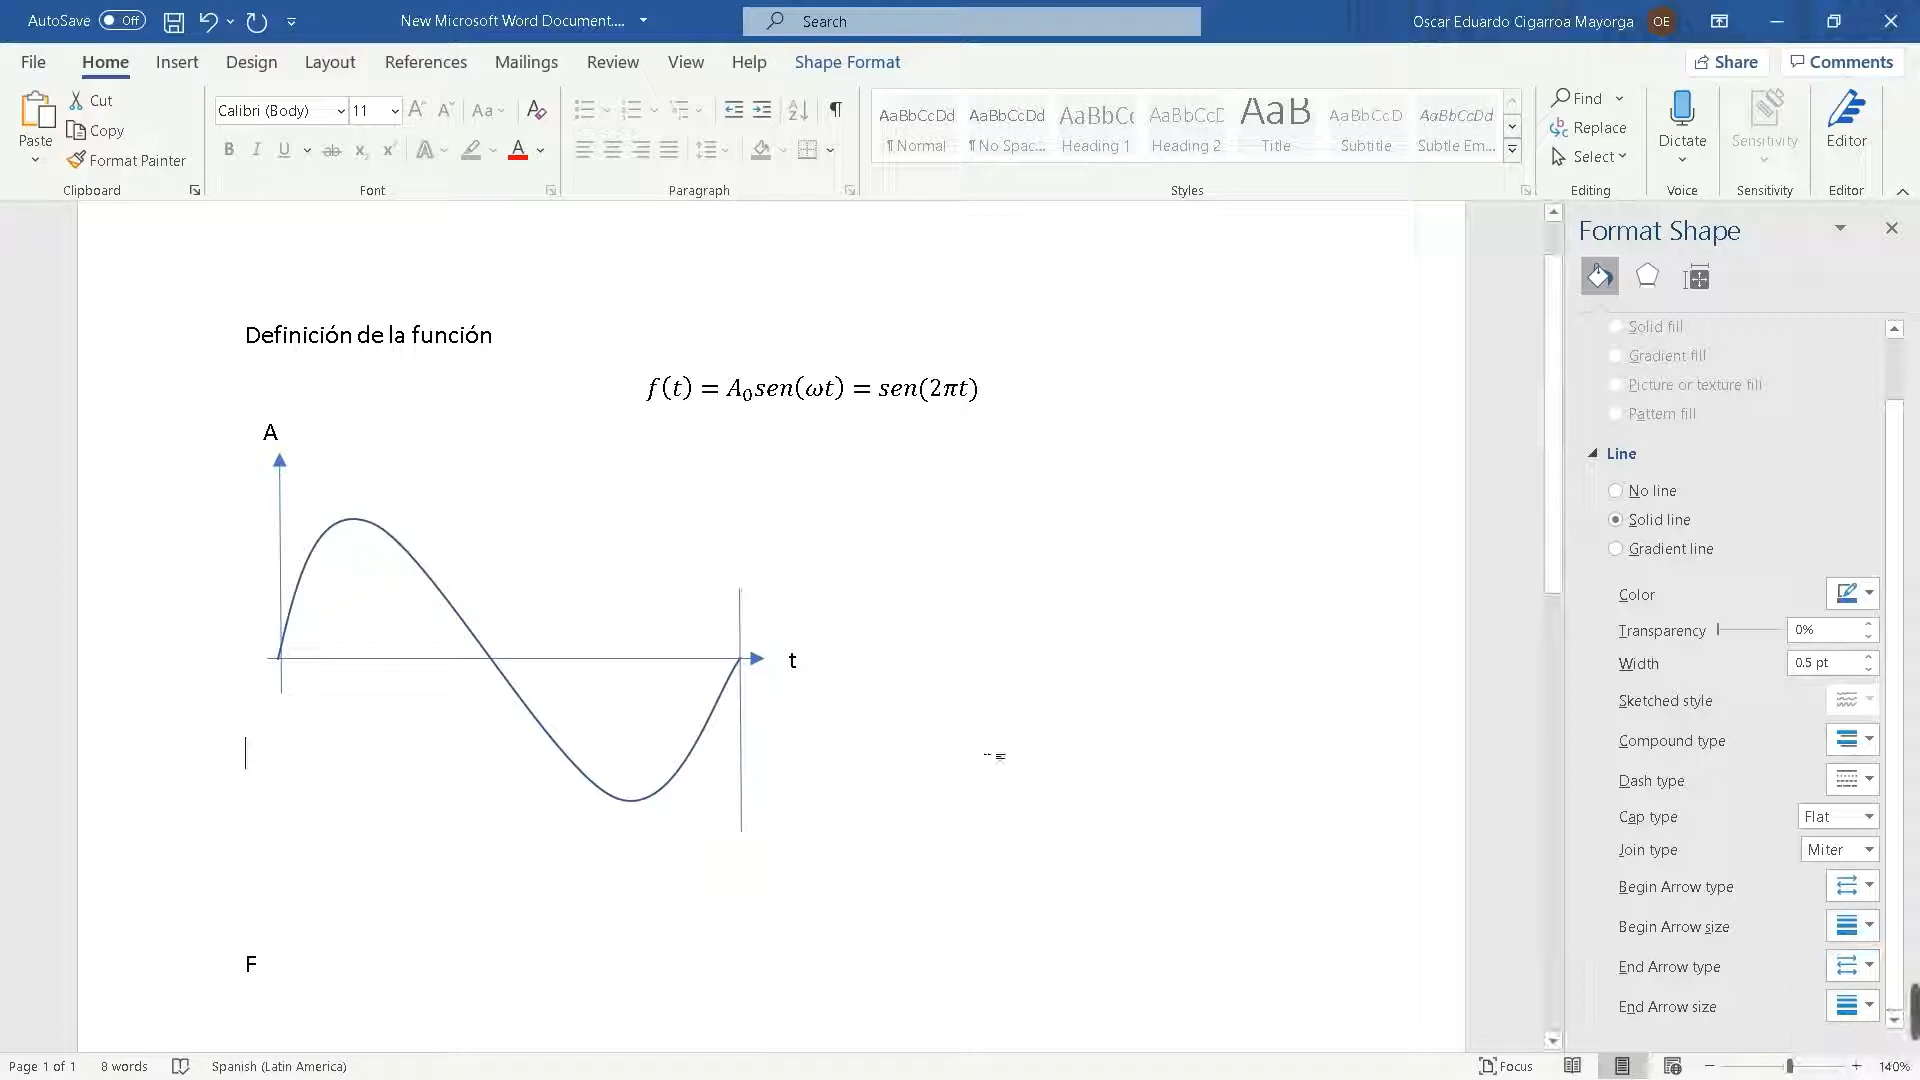 AutoSave Off New Microsoft Word Document.... Search Oscar Eduardo Cigarroa Mayorga OE
File Home Insert Design Layout References Mailings Review View Help Shape Format Share Comments
Paste
Cut
Copy
Format Painter
Clipboard
Calibri (Body) 11 Aa
B I U ab x₂ x² A A
Font
Paragraph
AaBbCcDd AaBbCcDd AaBbCc AaBbCcD AaB AaBbCcD AaBbCcDd
¶ Normal ¶ No Spac... Heading 1 Heading 2 Title Subtitle Subtle Em...
Styles
Find
Replace
Select
Editing
Dictate
Voice
Sensitivity
Sensitivity
Editor
Editor
Definición de la función
f(t) = A₀sen(ωt) = sen(2πt)
A
t
F
Format Shape
Solid fill
Gradient fill
Picture or texture fill
Pattern fill
Line
No line
Solid line
Gradient line
Color
Transparency 0%
Width 0.5 pt
Sketched style
Compound type
Dash type
Cap type Flat
Join type Miter
Begin Arrow type
Begin Arrow size
End Arrow type
End Arrow size
Page 1 of 1 8 words Spanish (Latin America) Focus 140%